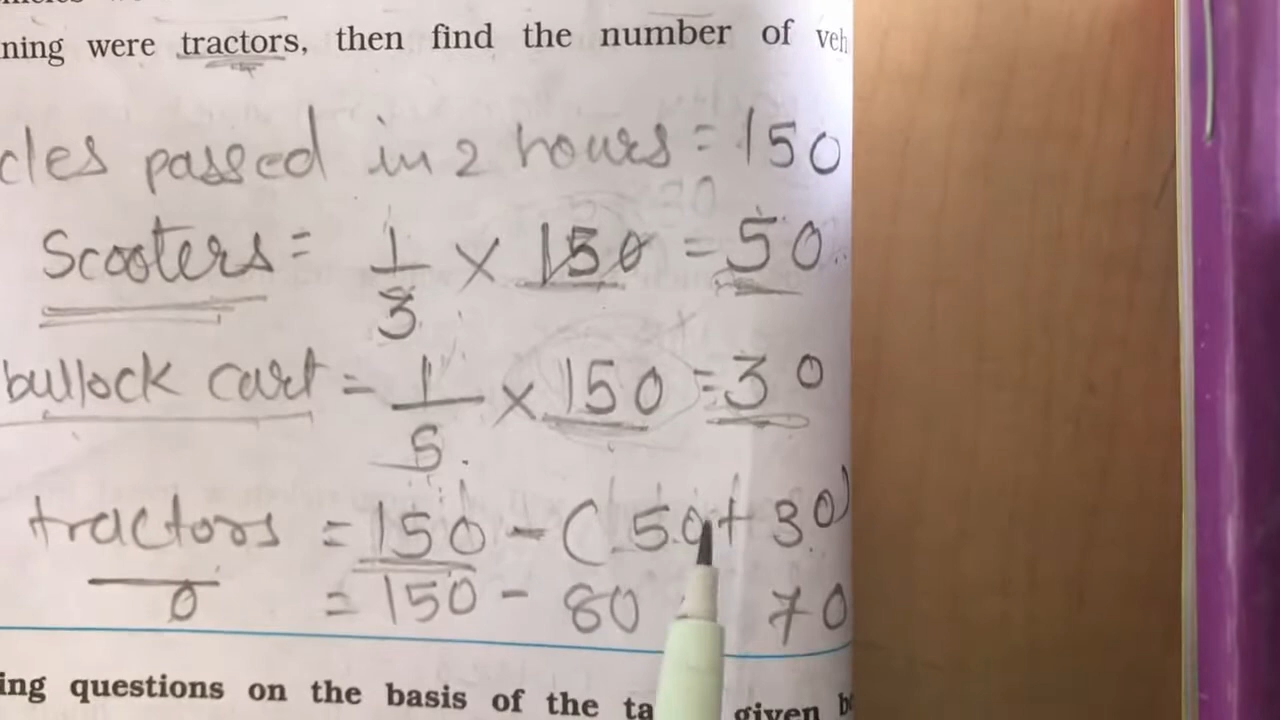 ning were tractors, then find the number of veh
cles passed in 2 hours = 150
Scooters = 1/3 × 150 = 50
bullock cart = 1/5 × 150 = 30
tractors = 150 - (50 + 30)
= 150 - 80 70
ing questions on the basis of the ta given